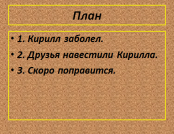 План
• 1. Кирилл заболел.
• 2. Друзья навестили Кирилла.
• 3. Скоро поправится.